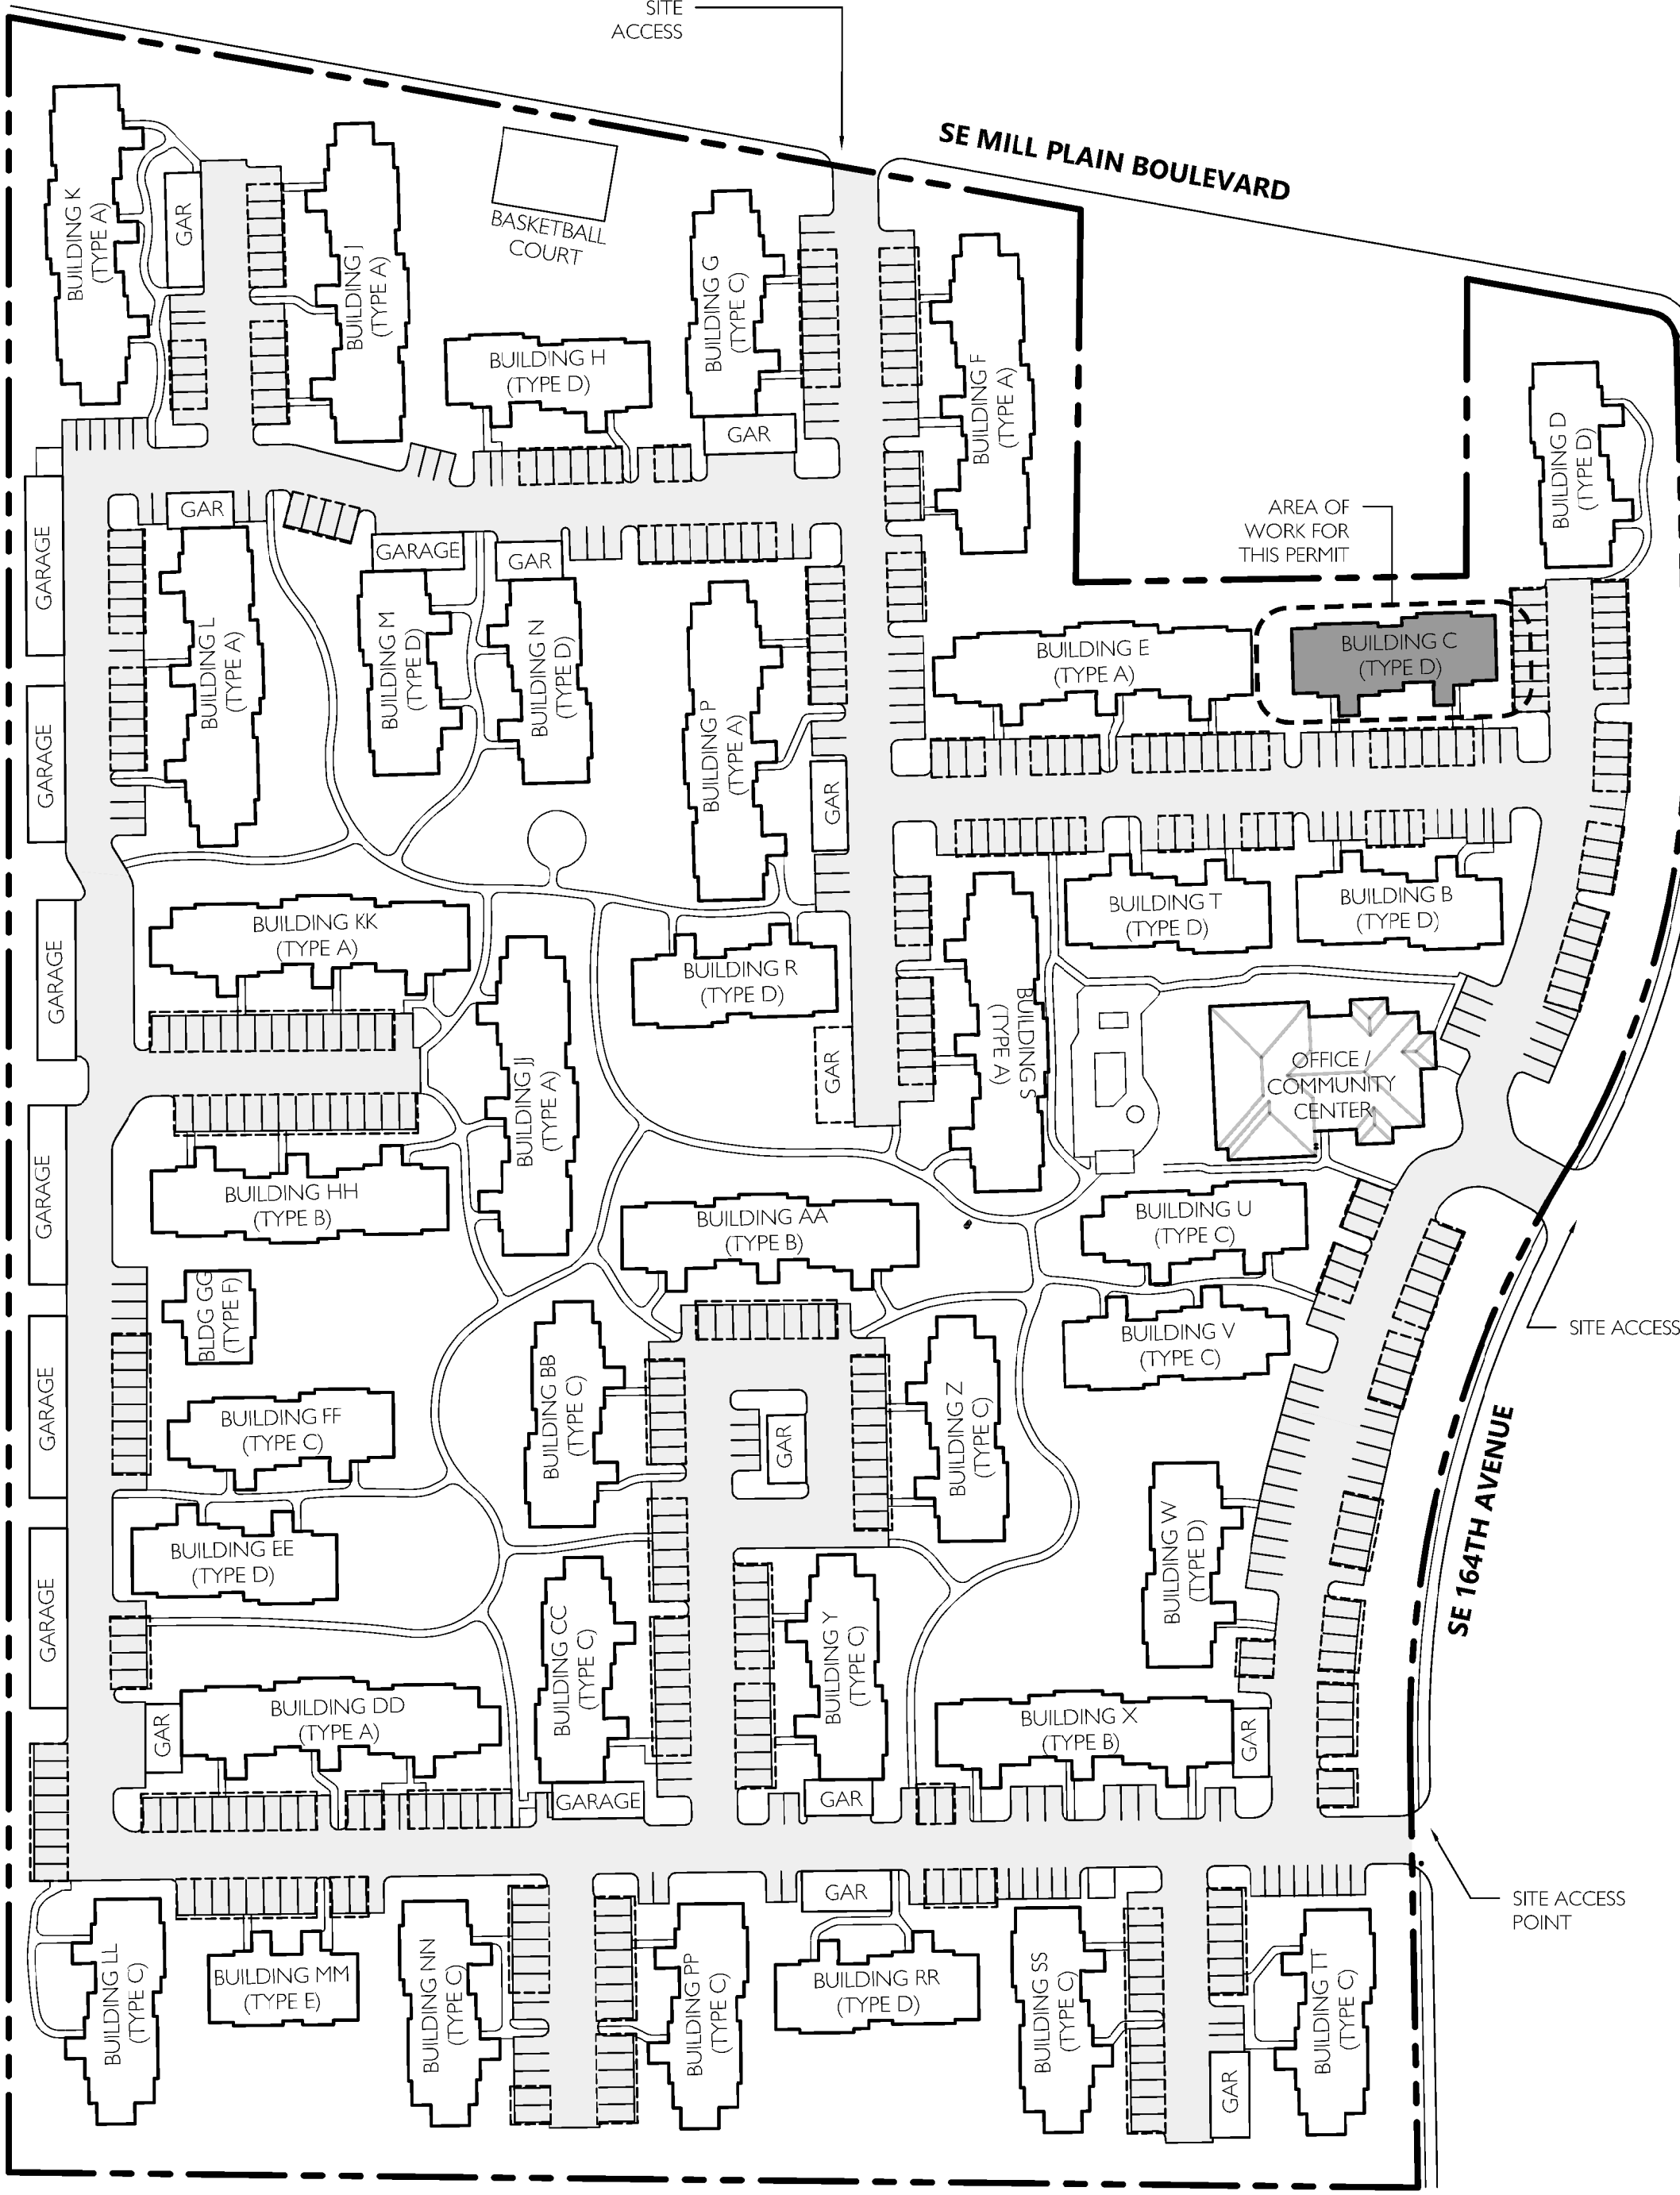 SITE
ACCESS
SE MILL PLAIN BOULEVARD
BUILDING K
(TYPE A)
GAR
BUILDING J
(TYPE A)
BASKETBALL
COURT
BUILDING G
(TYPE C)
BUILDING F
(TYPE A)
BUILDING H
(TYPE D)
GAR
BUILDING D
(TYPE D)
AREA OF
WORK FOR
THIS PERMIT
GARAGE
GAR
BUILDING L
(TYPE A)
GARAGE
BUILDING M
(TYPE D)
GAR
BUILDING N
(TYPE D)
BUILDING P
(TYPE A)
BUILDING E
(TYPE A)
BUILDING C
(TYPE D)
GARAGE
GAR
BUILDING KK
(TYPE A)
GARAGE
BUILDING R
(TYPE D)
BUILDING T
(TYPE D)
BUILDING B
(TYPE D)
BUILDING S
(TYPE A)
GAR
OFFICE /
COMMUNITY
CENTER
BUILDING JJ
(TYPE A)
GARAGE
BUILDING HH
(TYPE B)
BUILDING AA
(TYPE B)
BUILDING U
(TYPE C)
SITE ACCESS
BLDG GG
(TYPE F)
BUILDING V
(TYPE C)
GARAGE
BUILDING FF
(TYPE C)
BUILDING BB
(TYPE C)
GAR
BUILDING Z
(TYPE C)
SE 164TH AVENUE
BUILDING EE
(TYPE D)
BUILDING W
(TYPE D)
GARAGE
BUILDING CC
(TYPE C)
BUILDING Y
(TYPE C)
BUILDING DD
(TYPE A)
GAR
BUILDING X
(TYPE B)
GAR
GARAGE
GAR
SITE ACCESS
POINT
GAR
BUILDING LL
(TYPE C)
BUILDING MM
(TYPE E)
BUILDING NN
(TYPE C)
BUILDING PP
(TYPE C)
BUILDING RR
(TYPE D)
BUILDING SS
(TYPE C)
GAR
BUILDING TT
(TYPE C)